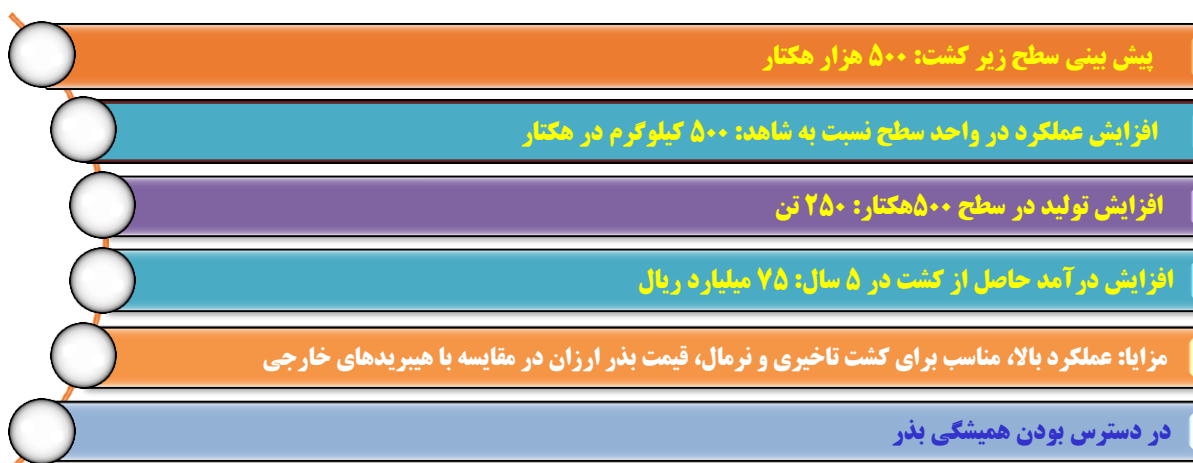 پیش بینی سطح زیر کشت: ۵۰۰ هزار هکتار
افزایش عملکرد در واحد سطح نسبت به شاهد: ۵۰۰ کیلوگرم در هکتار
افزایش تولید در سطح ۵۰۰هکتار: ۲۵۰ تن
افزایش درآمد حاصل از کشت در ۵ سال: ۷۵ میلیارد ریال
مزایا: عملکرد بالا، مناسب برای کشت تاخیری و نرمال، قیمت بذر ارزان در مقایسه با هیبریدهای خارجی
در دسترس بودن همیشگی بذر